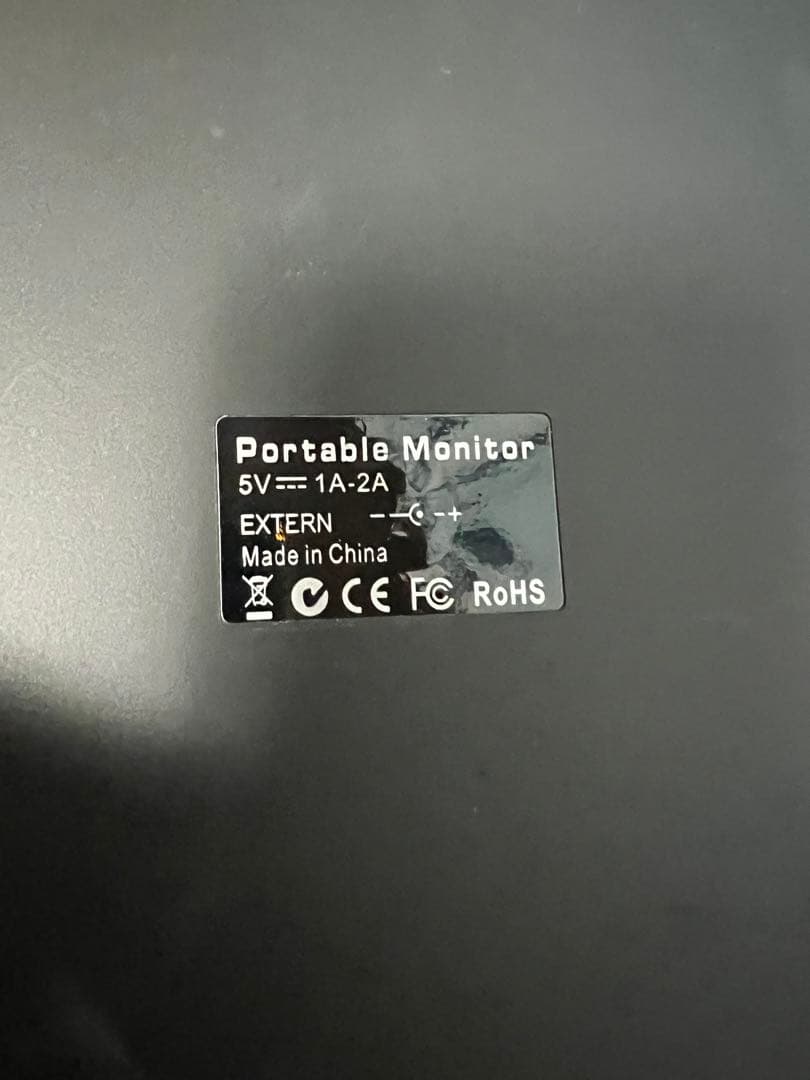 Portable Monitor
5V⎓1A-2A
EXTERN -+
Made in China
CE FC RoHS